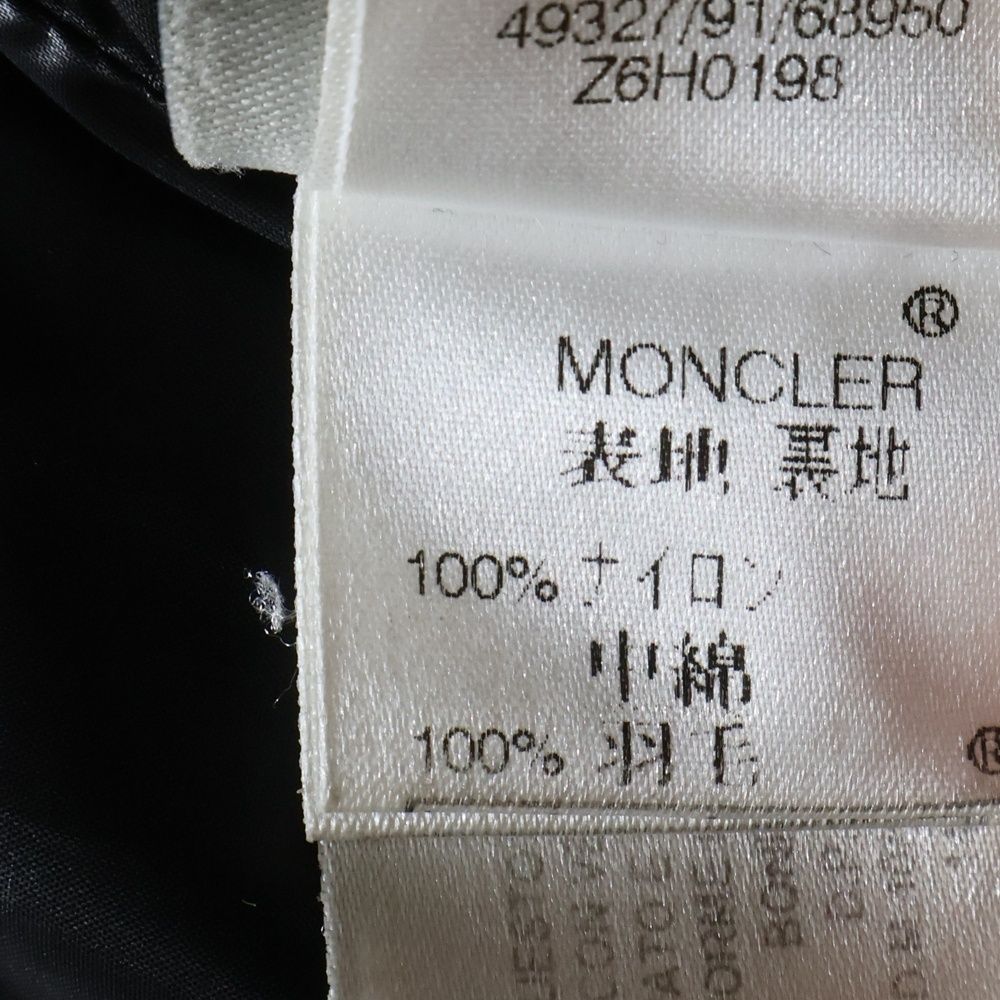 49327/91/68950
Z6H0198
®
MONCLER
表地 裏地
100% ナイロン
中綿
100% 羽毛
®